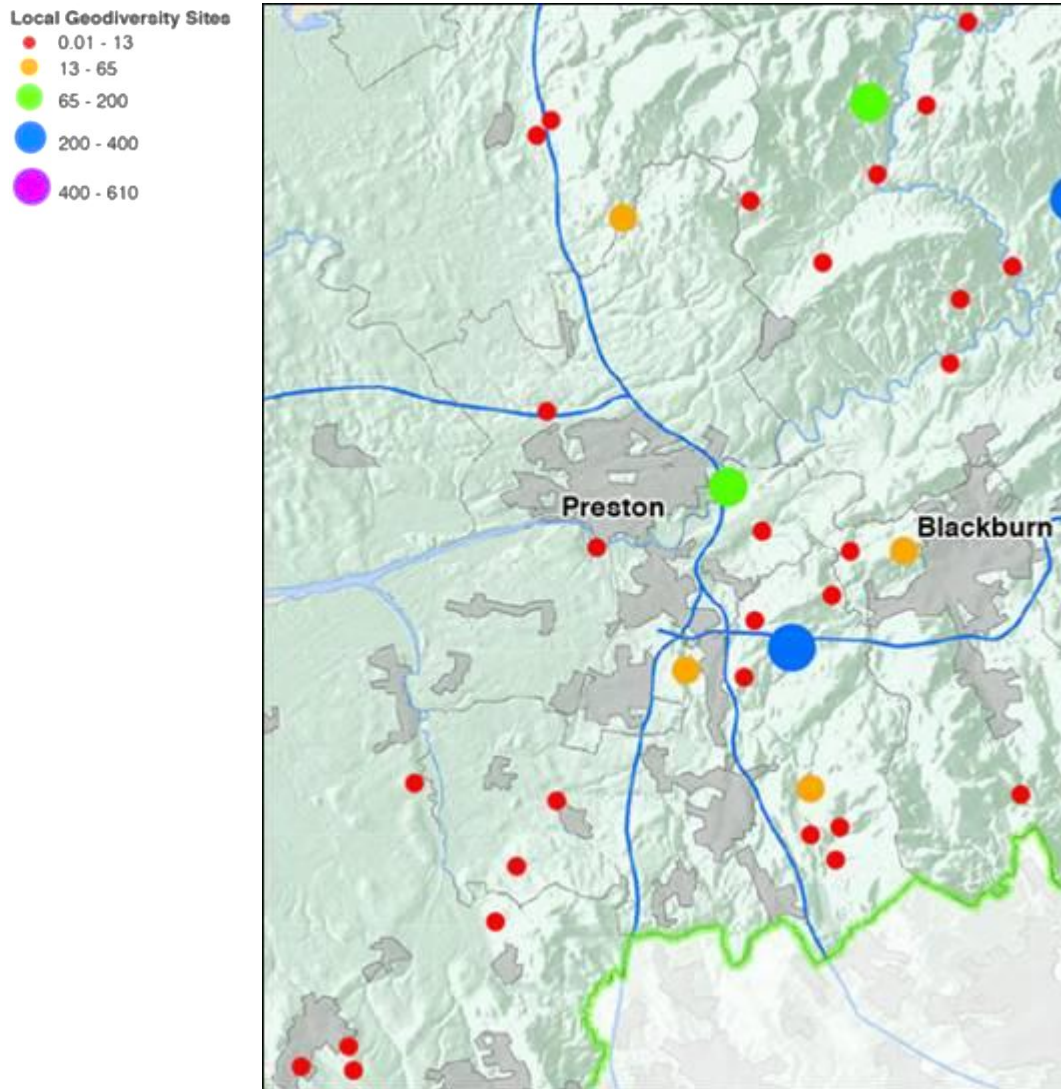 Local Geodiversity Sites
0.01 - 13
13 - 65
65 - 200
200 - 400
400 - 610
Preston
Blackburn